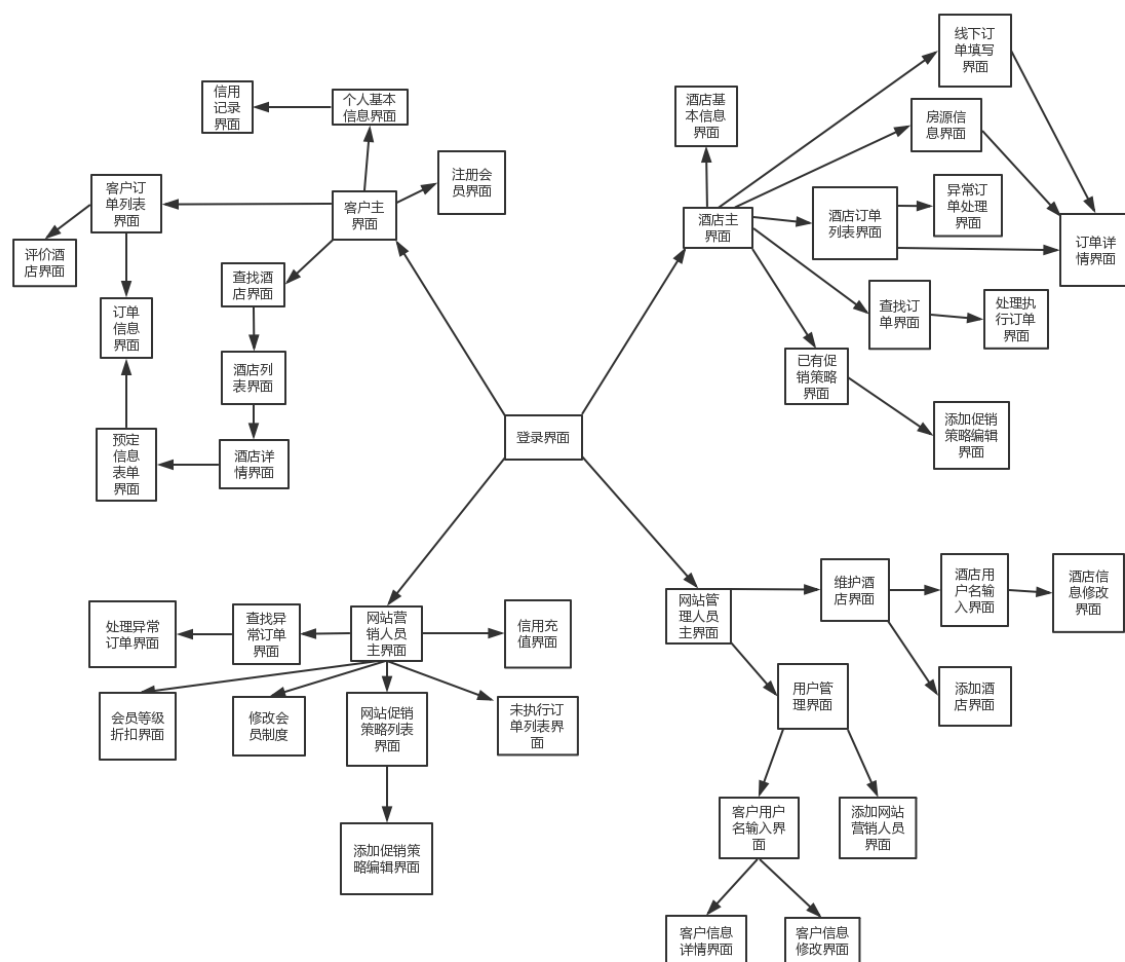 信用
记录
界面
个人基本
信息界面
注册会
员界面
客户订
单列表
界面
客户主
界面
评价酒
店界面
查找酒
店界面
订单
信息
界面
酒店列
表界面
预定
信息
表单
界面
酒店详
情界面
线下订
单填写
界面
酒店基
本信息
界面
房源信
息界面
酒店主
界面
酒店订单
列表界面
异常订
单处理
界面
订单详
情界面
查找订
单界面
处理执
行订单
界面
已有促
销策略
界面
添加促销
策略编辑
界面
登录界面
处理异常
订单界面
查找异
常订单
界面
网站营
销人员
主界面
信用充
值界面
会员等级
折扣界面
修改会
员制度
网站促销
策略列表
界面
未执行订
单列表界
面
添加促销策
略编辑界面
网站管
理人员
主界面
维护酒
店界面
酒店用
户名输
入界面
酒店信
息修改
界面
用户管
理界面
添加酒
店界面
客户用户
名输入界
面
添加网站
营销人员
界面
客户信息
详情界面
客户信息
修改界面